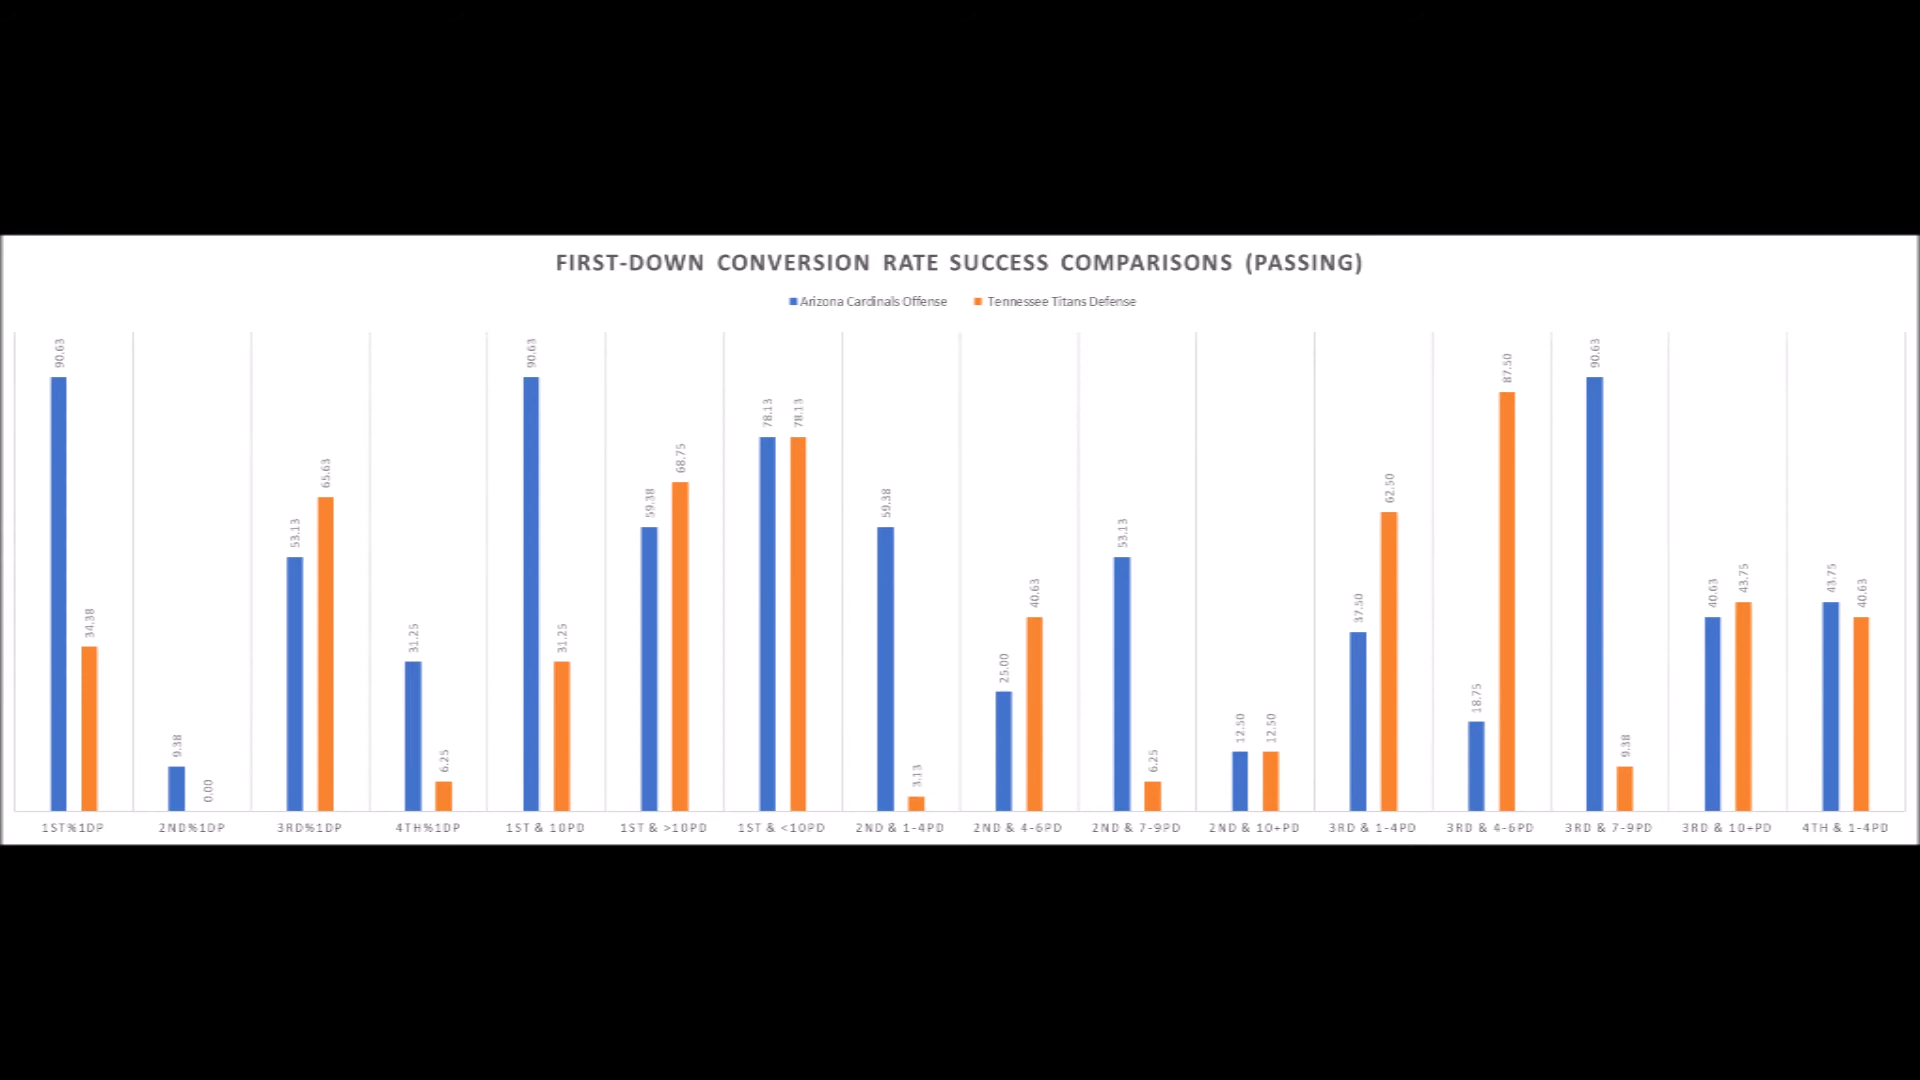 FIRST-DOWN CONVERSION RATE SUCCESS COMPARISONS (PASSING)
Arizona Cardinals Offense Tennessee Titans Defense
90.63 34.38 9.38 0.00 53.13 65.63 31.25 6.25 90.63 31.25 59.38 68.75 78.13 78.13 59.38 3.13 25.00 40.63 53.13 6.25 12.50 12.50 37.50 62.50 18.75 87.50 90.63 9.38 40.63 43.75 43.75 40.63
1ST%1DP 2ND%1DP 3RD%1DP 4TH%1DP 1ST & 10PD 1ST & >10PD 1ST & <10PD 2ND & 1-4PD 2ND & 4-6PD 2ND & 7-9PD 2ND & 10+PD 3RD & 1-4PD 3RD & 4-6PD 3RD & 7-9PD 3RD & 10+PD 4TH & 1-4PD